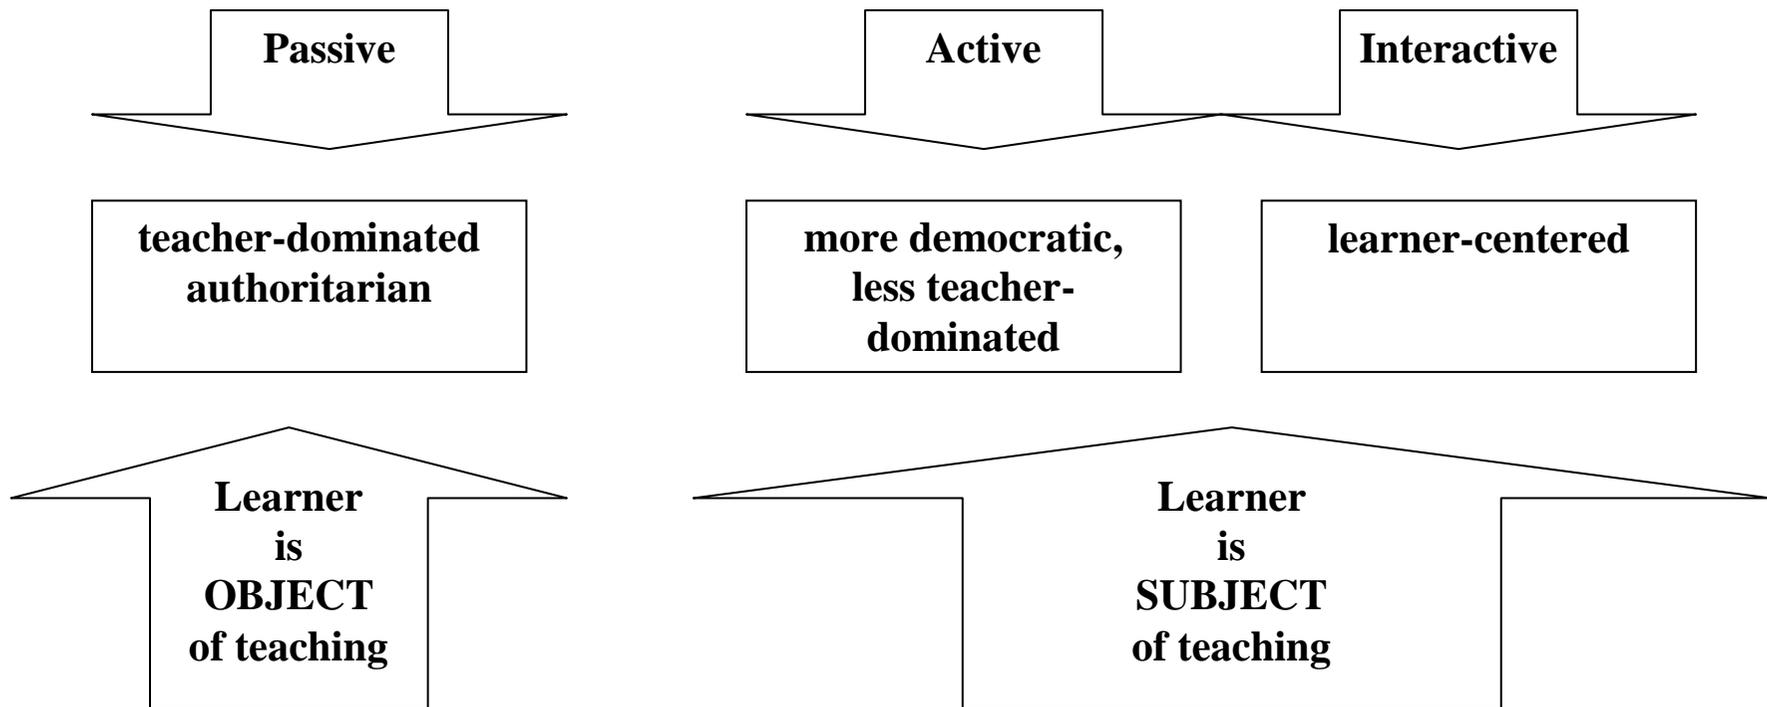 Passive
Active
Interactive
teacher-dominated
authoritarian
more democratic,
less teacher-
dominated
learner-centered
Learner
is
OBJECT
of teaching
Learner
is
SUBJECT
of teaching